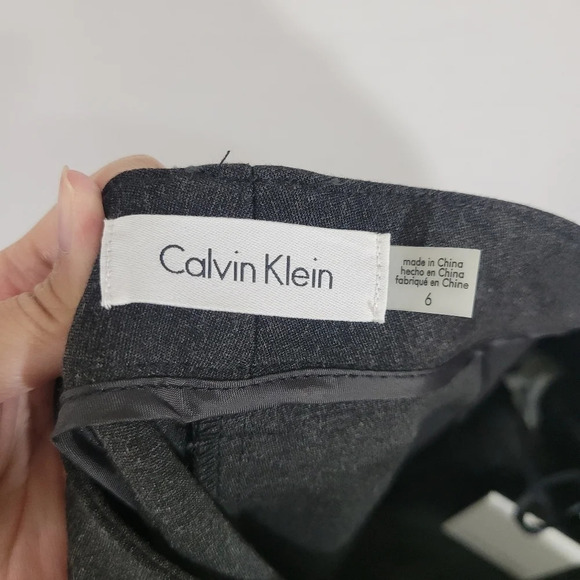 Calvin Klein
made in China
hecho en China
fabriqué en Chine
6